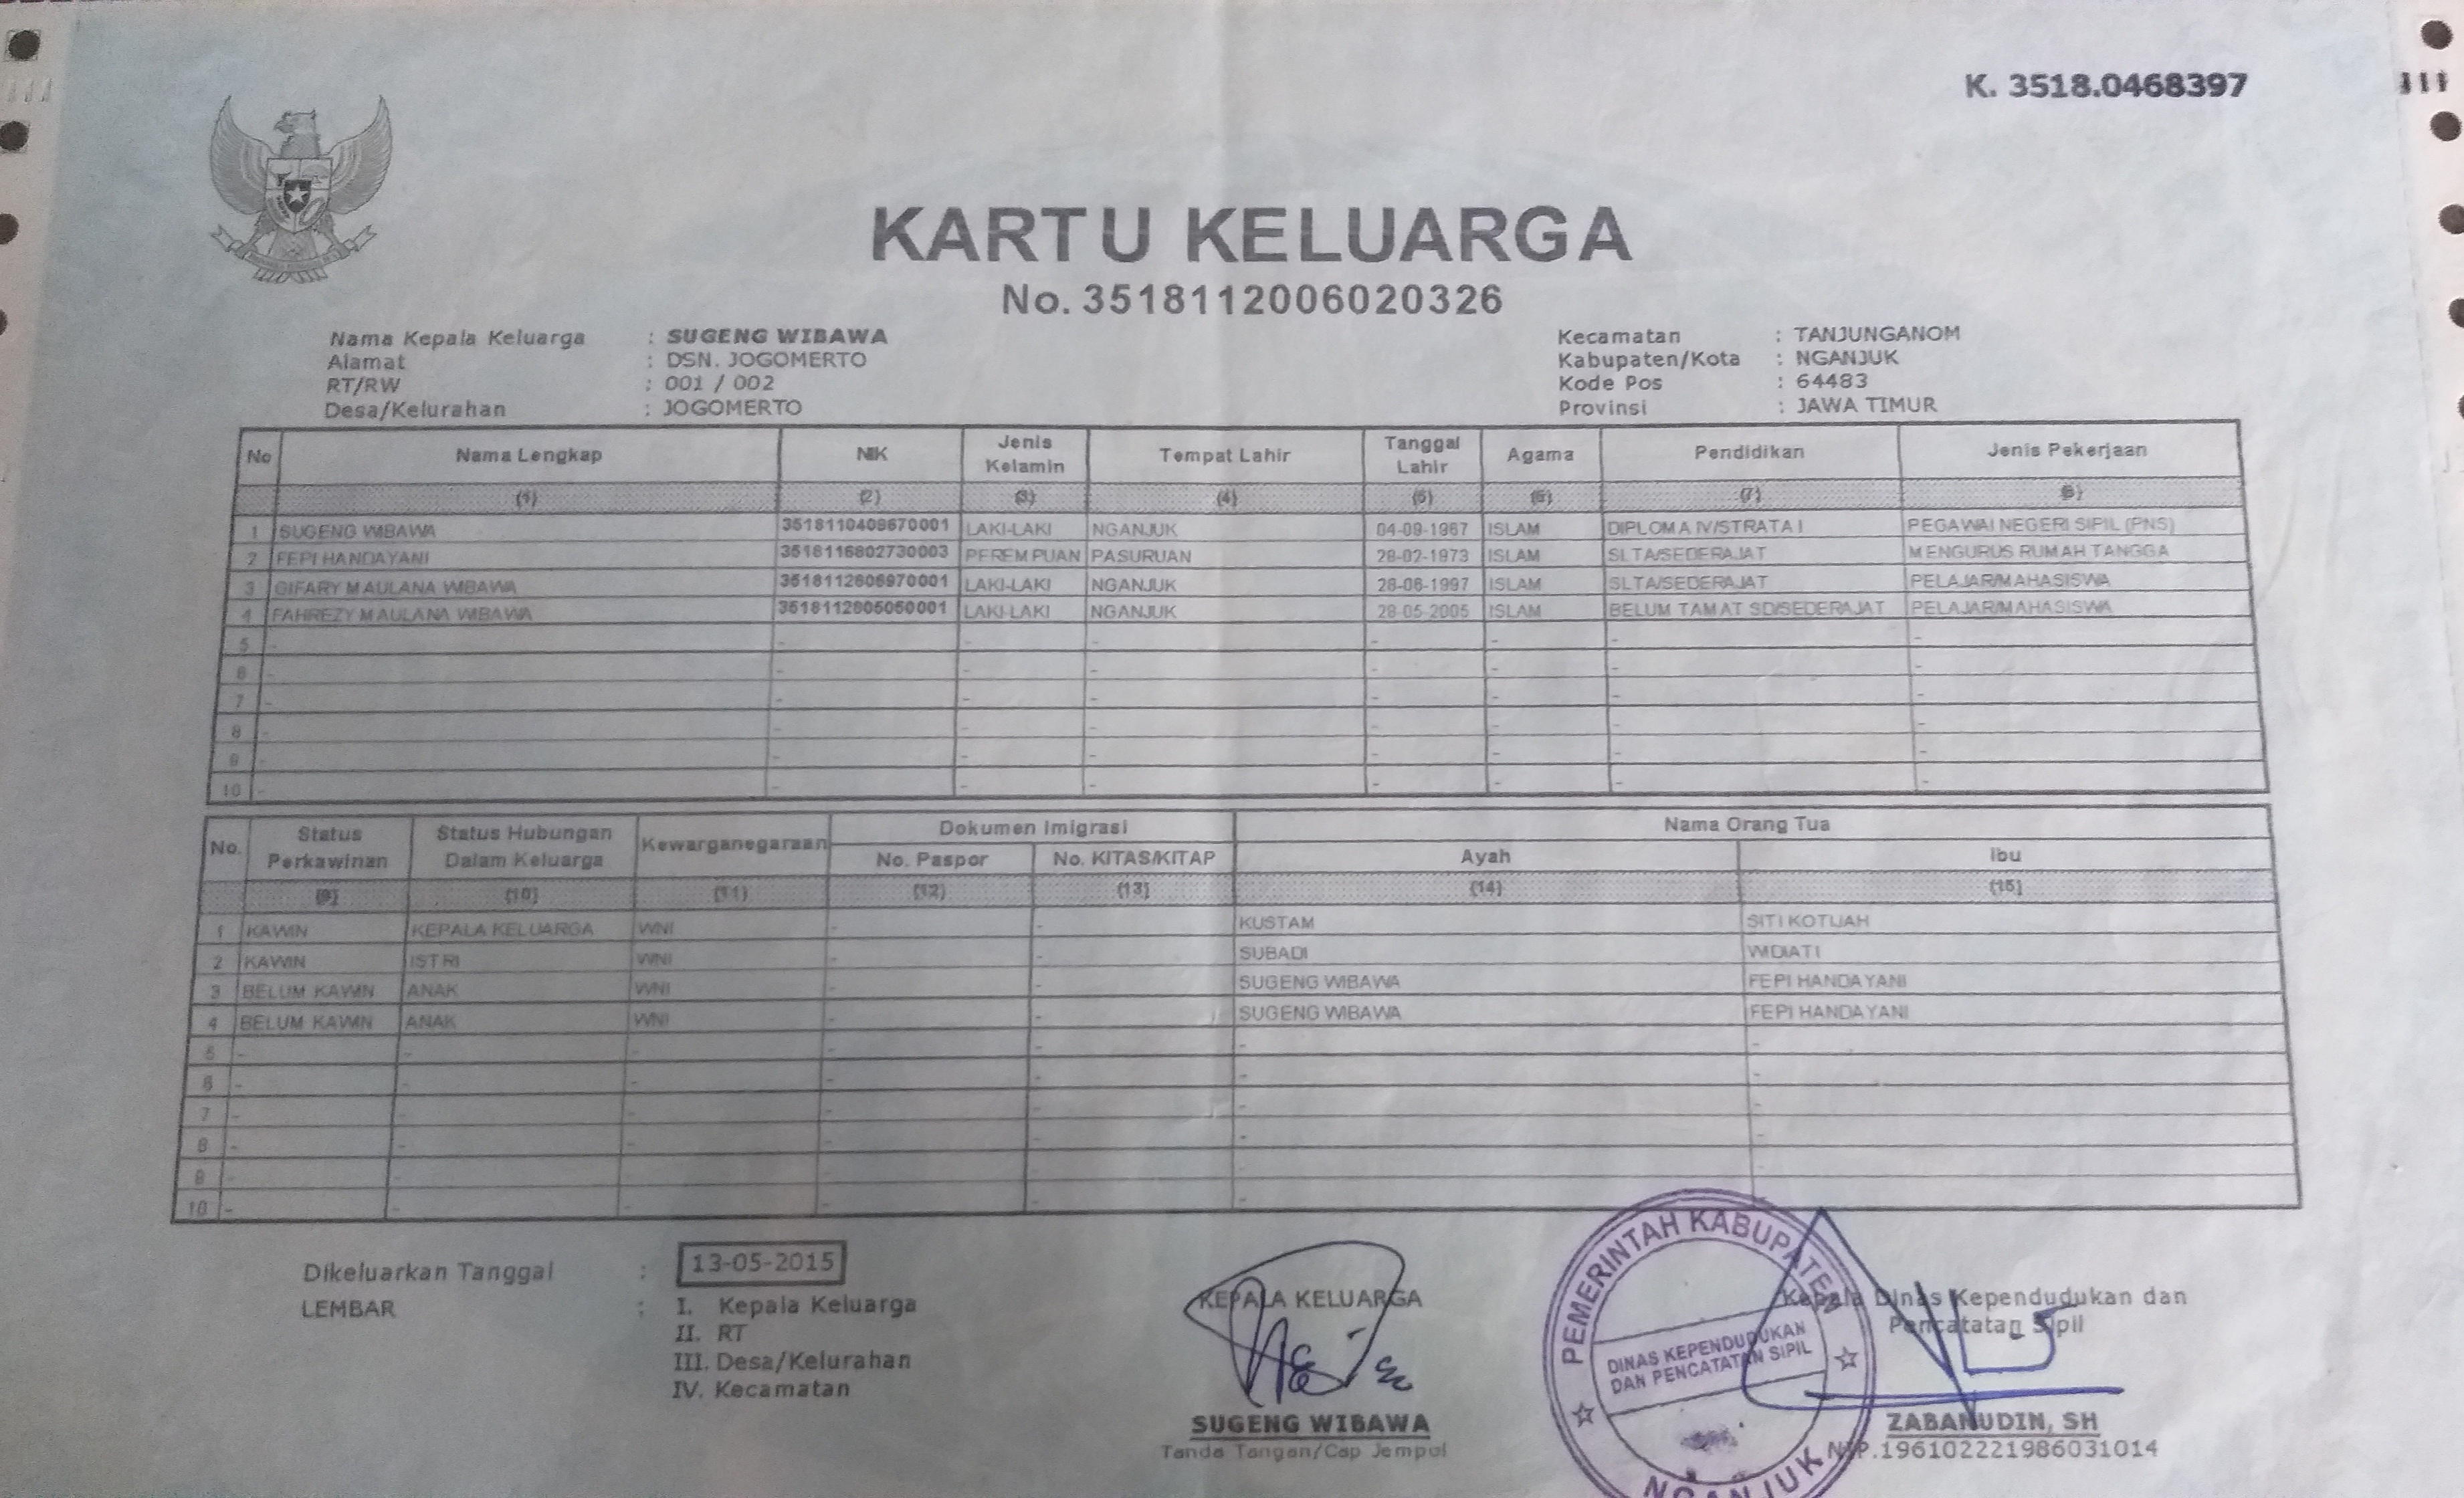 K. 3518.0468397
KARTU KELUARGA
No. 3518112006020326
Nama Kepala Keluarga : SUGENG WIBAWA
Alamat : DSN. JOGOMERTO
RT/RW : 001 / 002
Desa/Kelurahan : JOGOMERTO
Kecamatan : TANJUNGANOM
Kabupaten/Kota : NGANJUK
Kode Pos : 64483
Provinsi : JAWA TIMUR
No Nama Lengkap NIK Jenis Kelamin Tempat Lahir Tanggal Lahir Agama Pendidikan Jenis Pekerjaan
(1) (2) (3) (4) (5) (6) (7) (8)
1 SUGENG WIBAWA 3518110409670001 LAKI-LAKI NGANJUK 04-09-1967 ISLAM DIPLOMA IV/STRATA I PEGAWAI NEGERI SIPIL (PNS)
2 FEPI HANDAYANI 3518116802730003 PEREMPUAN PASURUAN 28-02-1973 ISLAM SLTA/SEDERAJAT MENGURUS RUMAH TANGGA
3 GIFARY MAULANA WIBAWA LAKI-LAKI NGANJUK ISLAM SLTA/SEDERAJAT PELAJAR/MAHASISWA
4 FAHREZY MAULANA WIBAWA 3518112805050001 LAKI-LAKI NGANJUK 28-05-2005 ISLAM BELUM TAMAT SD/SEDERAJAT PELAJAR/MAHASISWA
5 - - - - - - - -
6 - - - - - - - -
7 - - - - - - - -
8 - - - - - - - -
9 - - - - - - - -
10 - - - - - - - -
No. Status Perkawinan Status Hubungan Dalam Keluarga Kewarganegaraan Dokumen Imigrasi Nama Orang Tua
No. Paspor No. KITAS/KITAP Ayah Ibu
(9) (10) (11) (12) (13) (14) (15)
1 KAWIN KEPALA KELUARGA WNI - - KUSTAM SITI KOTIJAH
2 KAWIN ISTRI WNI - - SUBADI WIDIATI
3 BELUM KAWIN ANAK WNI - - SUGENG WIBAWA FEPI HANDAYANI
4 BELUM KAWIN ANAK WNI - - SUGENG WIBAWA FEPI HANDAYANI
5 - - - - - - -
6 - - - - - - -
7 - - - - - - -
8 - - - - - - -
9 - - - - - - -
10 - - - - - - -
Dikeluarkan Tanggal : 13-05-2015
LEMBAR : I. Kepala Keluarga
II. RT
III. Desa/Kelurahan
IV. Kecamatan
KEPALA KELUARGA
SUGENG WIBAWA
Tanda Tangan/Cap Jempol
PEMERINTAH KABUPATEN
DINAS KEPENDUDUKAN
DAN PENCATATAN SIPIL
NGANJUK
Kepala Dinas Kependudukan dan
Pencatatan Sipil
ZABANUDIN, SH
NIP.196102221986031014